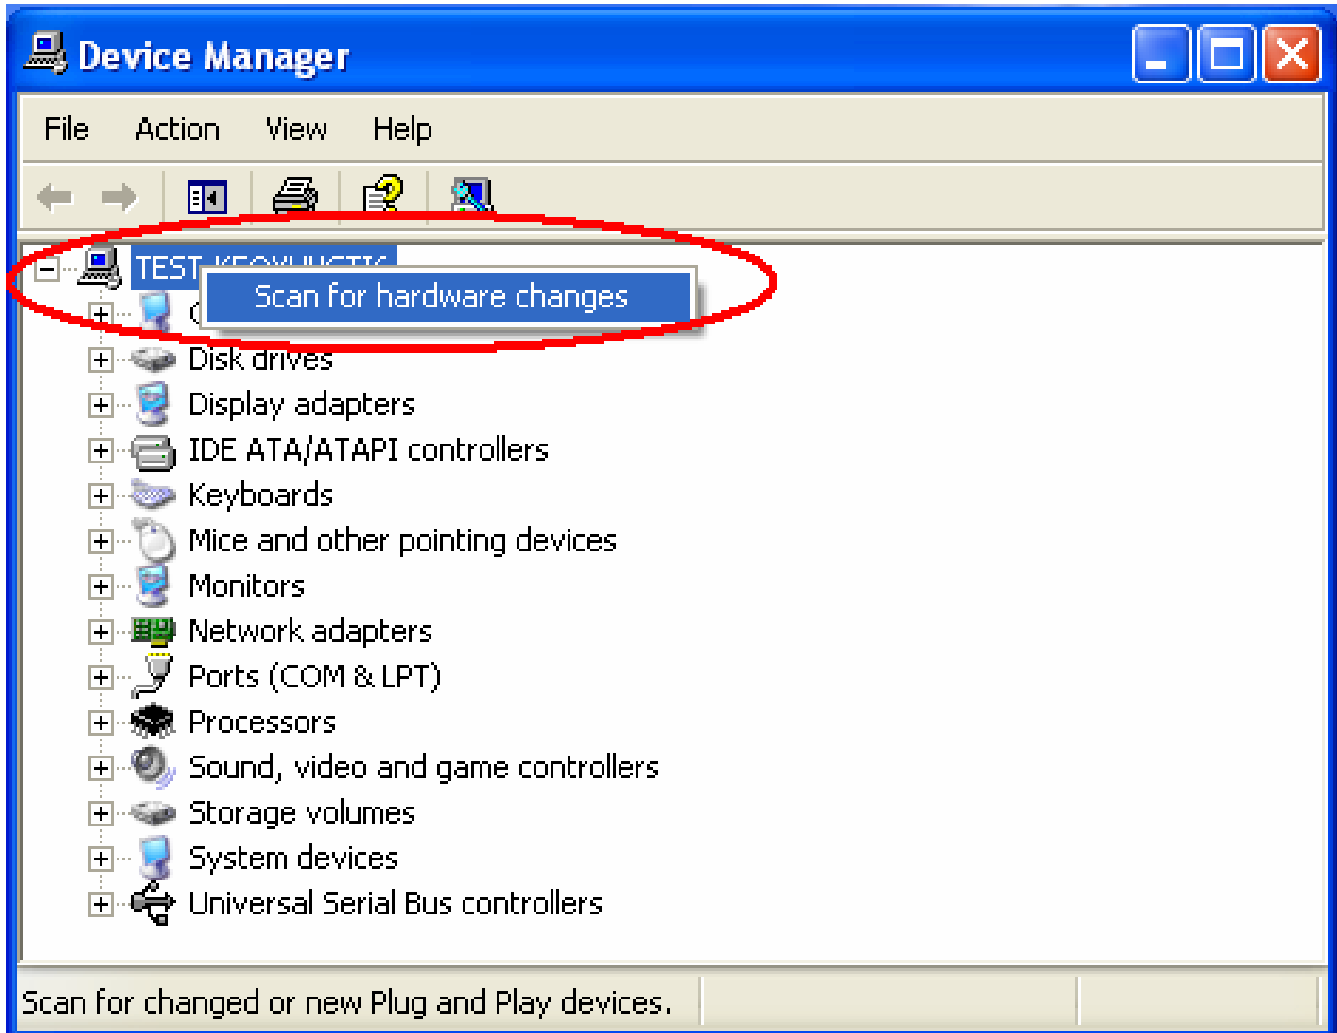 Device Manager
File Action View Help
TEST
Scan for hardware changes
Disk drives
Display adapters
IDE ATA/ATAPI controllers
Keyboards
Mice and other pointing devices
Monitors
Network adapters
Ports (COM & LPT)
Processors
Sound, video and game controllers
Storage volumes
System devices
Universal Serial Bus controllers
Scan for changed or new Plug and Play devices.